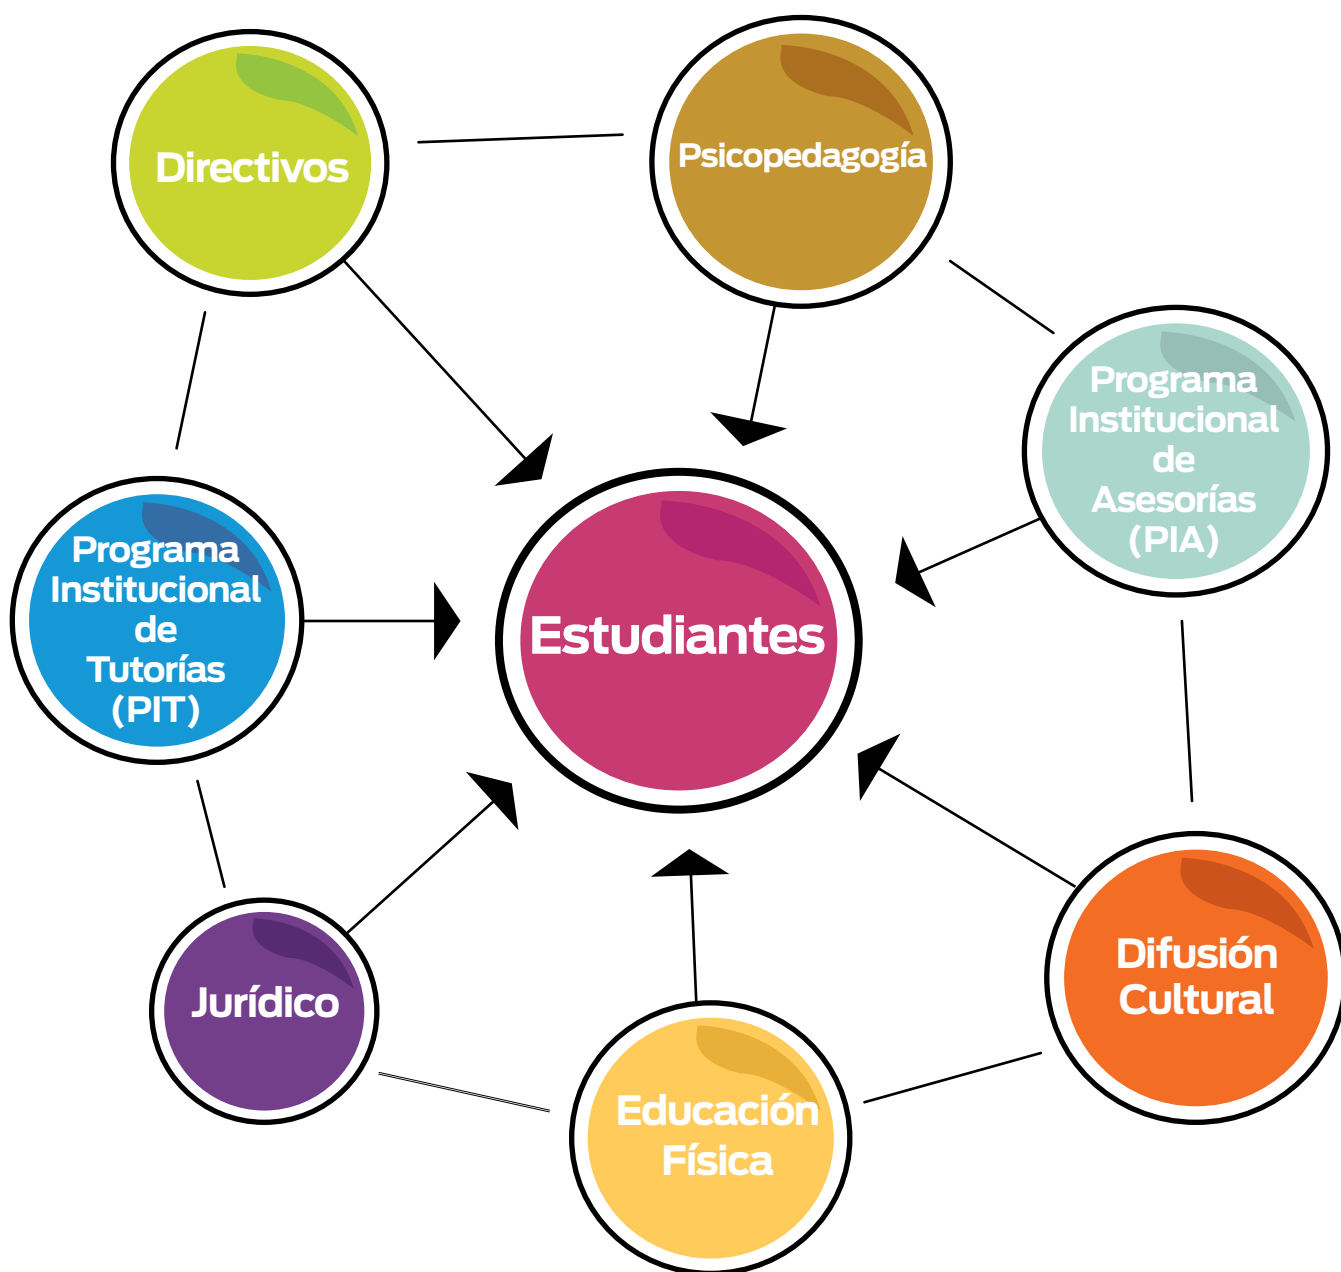 Directivos
Psicopedagogía
Programa
Institucional
de
Asesorías
(PIA)
Programa
Institucional
de
Tutorías
(PIT)
Estudiantes
Difusión
Cultural
Jurídico
Educación
Física